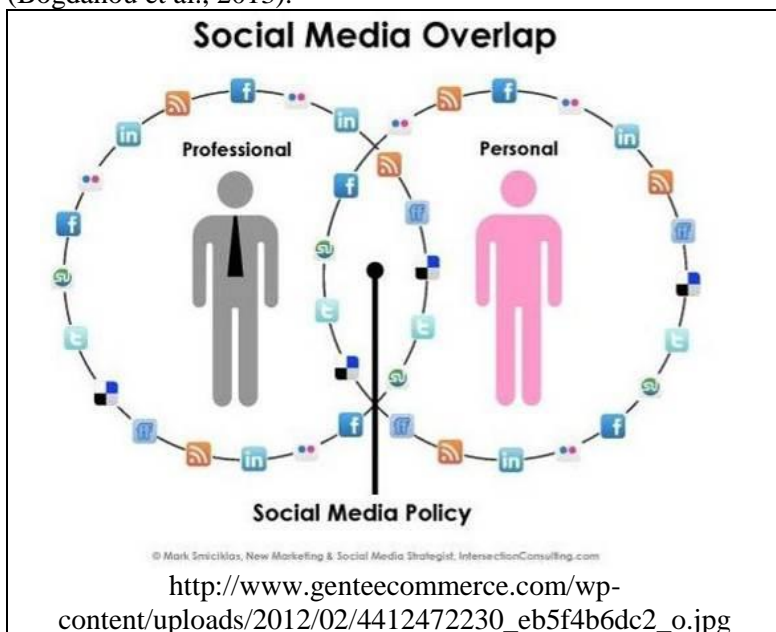 (Bogdanou et al., 2013).
Social Media Overlap
Professional
Personal
Social Media Policy
© Mark Smiciklas, New Marketing & Social Media Strategist, IntersectionConsulting.com
http://www.genteecommerce.com/wp-
content/uploads/2012/02/4412472230_eb5f4b6dc2_o.jpg